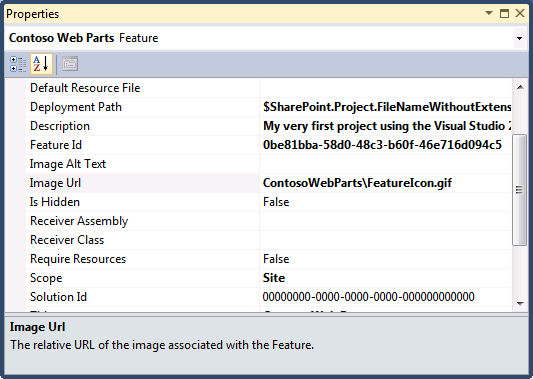 Properties
Contoso Web Parts Feature
Default Resource File
Deployment Path $SharePoint.Project.FileNameWithoutExtens
Description My very first project using the Visual Studio
Feature Id 0be81bba-58d0-48c3-b60f-46e716d094c5
Image Alt Text
Image Url ContosoWebParts\FeatureIcon.gif
Is Hidden False
Receiver Assembly
Receiver Class
Require Resources False
Scope Site
Solution Id 00000000-0000-0000-0000-000000000000
Image Url
The relative URL of the image associated with the Feature.